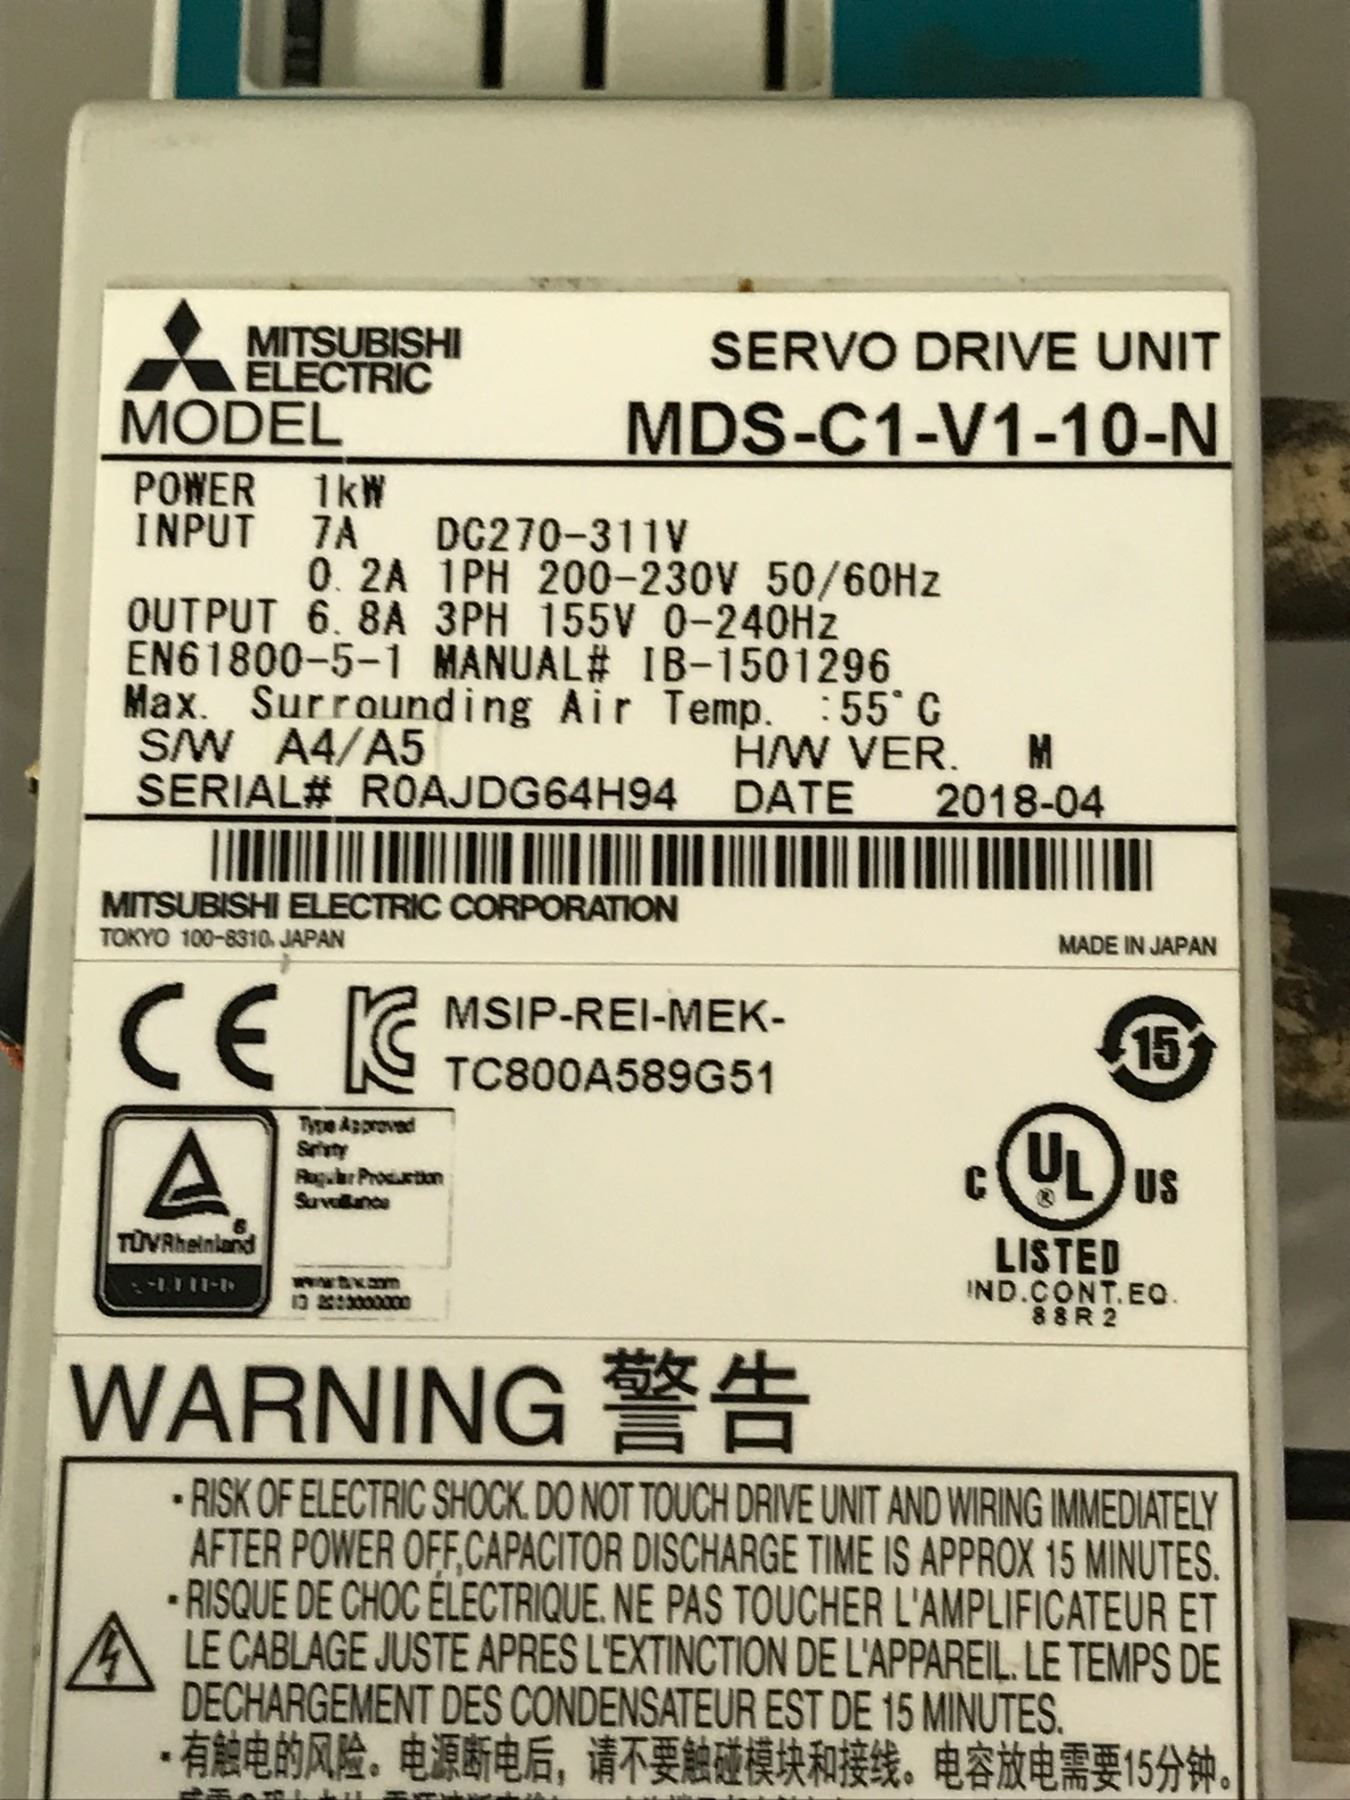 MITSUBISHI
ELECTRIC
SERVO DRIVE UNIT
MODEL MDS-C1-V1-10-N
POWER 1kW
INPUT 7A DC270-311V
0.2A 1PH 200-230V 50/60Hz
OUTPUT 6.8A 3PH 155V 0-240Hz
EN61800-5-1 MANUAL# IB-1501296
Max. Surrounding Air Temp. :55°C
S/W A4/A5 H/W VER. M
SERIAL# R0AJDG64H94 DATE 2018-04
MITSUBISHI ELECTRIC CORPORATION
TOKYO 100-8310, JAPAN MADE IN JAPAN
CE KC MSIP-REI-MEK-
TC800A589G51
15
Type Approved
Safety
Regular Production
Surveillance
TÜVRheinland
www.tuv.com
C UL® US
LISTED
IND.CONT.EQ.
88R2
WARNING 警告
・RISK OF ELECTRIC SHOCK. DO NOT TOUCH DRIVE UNIT AND WIRING IMMEDIATELY
AFTER POWER OFF,CAPACITOR DISCHARGE TIME IS APPROX 15 MINUTES.
・RISQUE DE CHOC ÉLECTRIQUE. NE PAS TOUCHER L'AMPLIFICATEUR ET
LE CABLAGE JUSTE APRES L'EXTINCTION DE L'APPAREIL. LE TEMPS DE
DECHARGEMENT DES CONDENSATEUR EST DE 15 MINUTES.
・有触电的风险。电源断电后，请不要触碰模块和接线。电容放电需要15分钟。